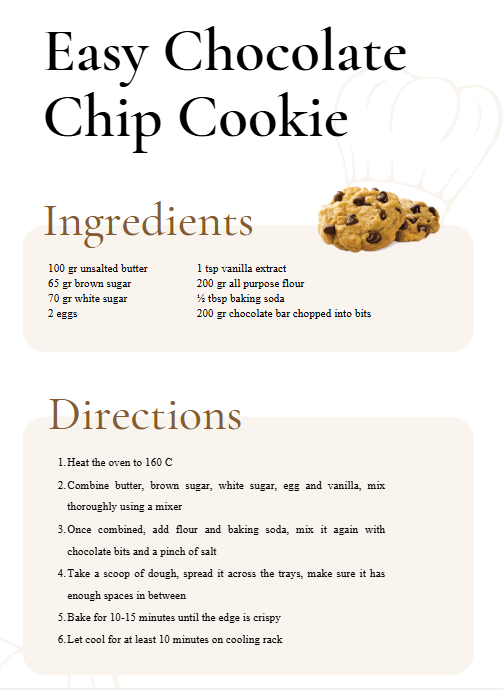 Easy Chocolate
Chip Cookie
Ingredients
100 gr unsalted butter
65 gr brown sugar
70 gr white sugar
2 eggs
1 tsp vanilla extract
200 gr all purpose flour
½ tbsp baking soda
200 gr chocolate bar chopped into bits
Directions
1.Heat the oven to 160 C
2.Combine butter, brown sugar, white sugar, egg and vanilla, mix
thoroughly using a mixer
3.Once combined, add flour and baking soda, mix it again with
chocolate bits and a pinch of salt
4.Take a scoop of dough, spread it across the trays, make sure it has
enough spaces in between
5.Bake for 10-15 minutes until the edge is crispy
6.Let cool for at least 10 minutes on cooling rack